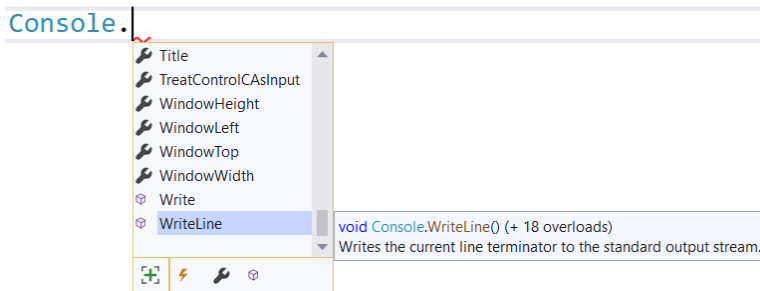 Console.
Title
TreatControlCAsInput
WindowHeight
WindowLeft
WindowTop
WindowWidth
Write
WriteLine
void Console.WriteLine() (+ 18 overloads)
Writes the current line terminator to the standard output stream.